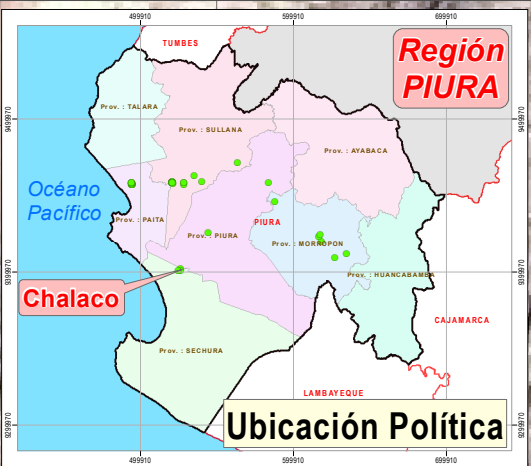 499910
599910
699910
TUMBES
Región
PIURA
Prov. : TALARA
9499970
9499970
Prov. : SULLANA
Prov. : AYABACA
Océano
Pacífico
Prov. : PAITA
PIURA
Prov. : PIURA
Prov. : MORROPON
Prov. : HUANCABAMBA
9399970
9399970
Chalaco
CAJAMARCA
Prov. : SECHURA
LAMBAYEQUE
Ubicación Política
9299970
9299970
499910
599910
699910